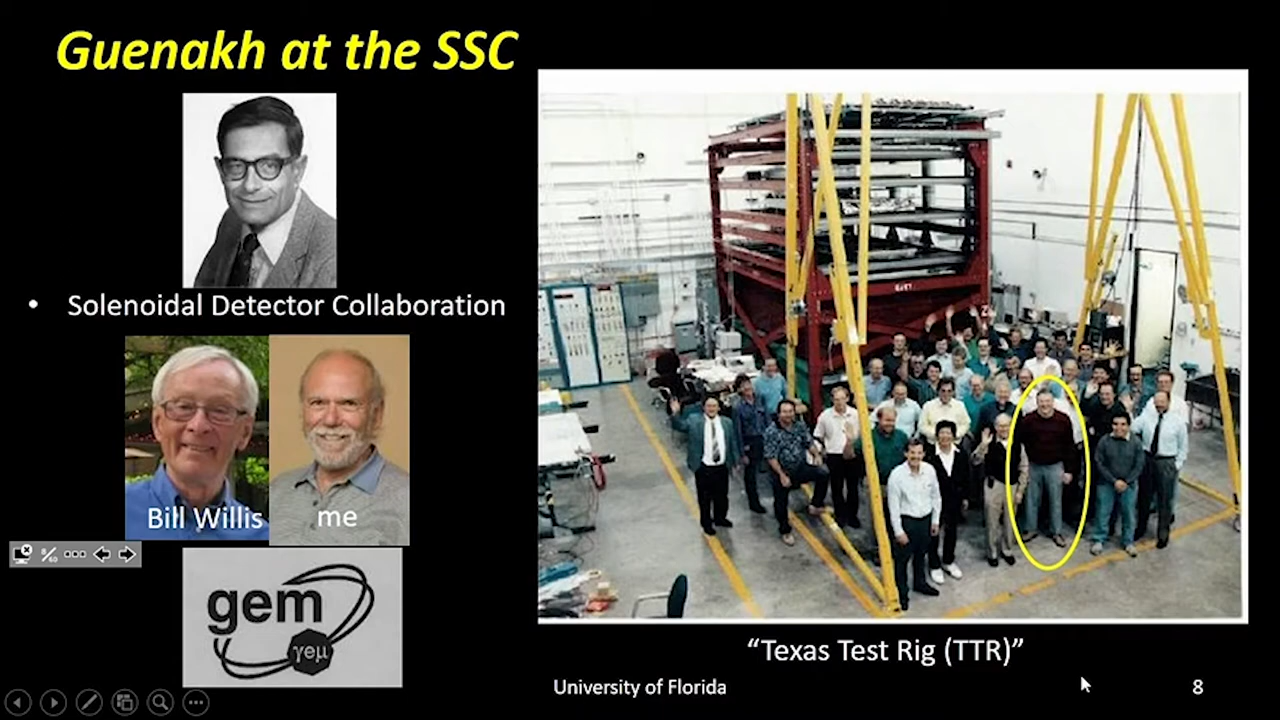 Guenakh at the SSC
• Solenoidal Detector Collaboration
Bill Willis
me
gem
γeμ
“Texas Test Rig (TTR)”
University of Florida
8